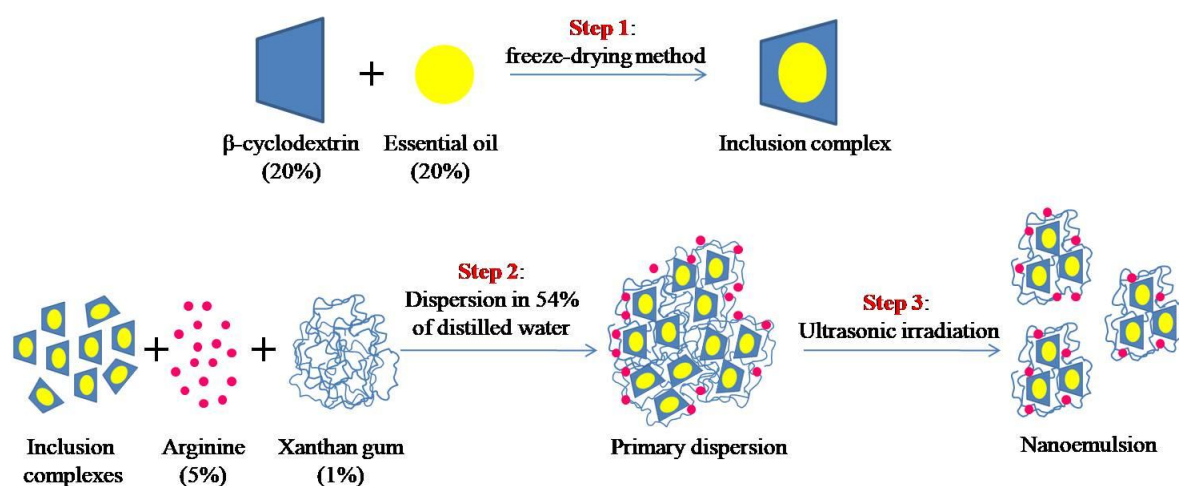 Step 1:
freeze-drying method
β-cyclodextrin
(20%)
Essential oil
(20%)
Inclusion complex
Step 2:
Dispersion in 54%
of distilled water
Step 3:
Ultrasonic irradiation
Inclusion
complexes
Arginine
(5%)
Xanthan gum
(1%)
Primary dispersion
Nanoemulsion